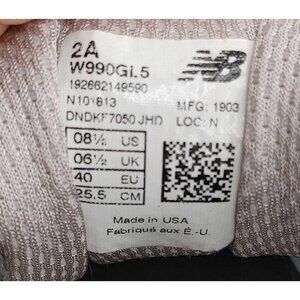 2A
W990GL5
192662149590
N101613 MFG: 1903
DNDKF7050 JHD LOC: N
08½ US
06½ UK
40 EU
25.5 CM
Made in USA
Fabriqué aux É.-U.